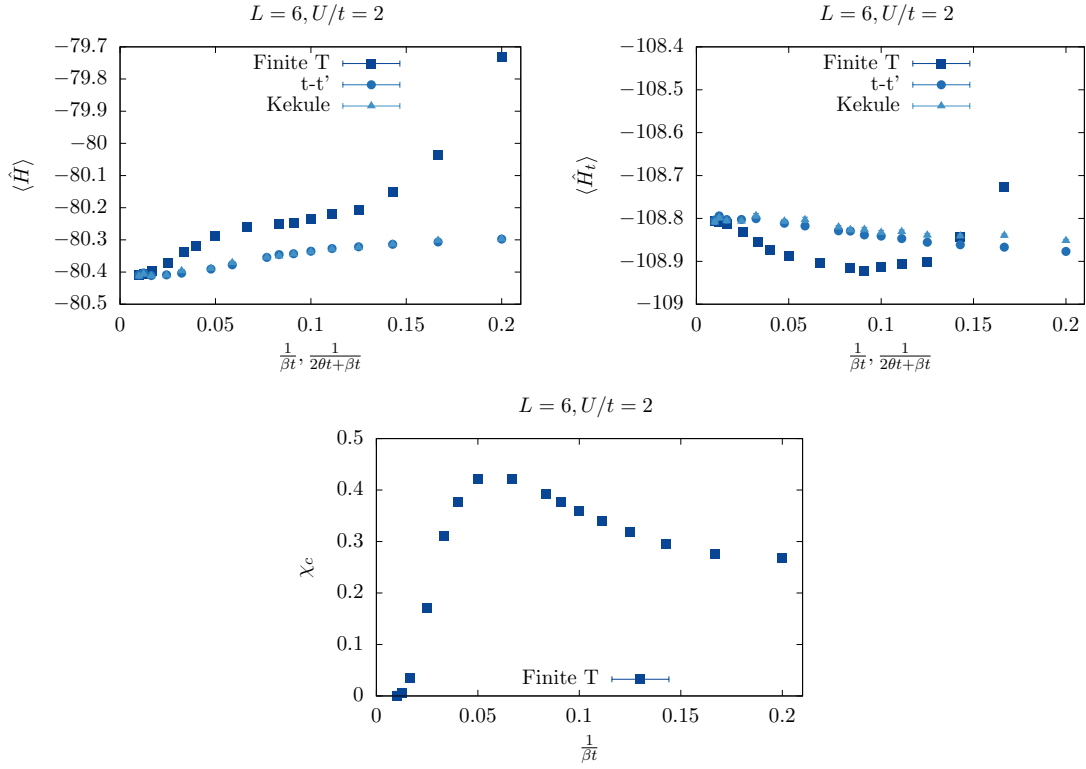 L = 6, U/t = 2
⟨Ĥ⟩
−79.7
−79.8
−79.9
−80
−80.1
−80.2
−80.3
−80.4
−80.5
Finite T
t-t'
Kekule
0 0.05 0.1 0.15 0.2
1/βt, 1/(2θt+βt)
L = 6, U/t = 2
⟨Ĥ_t⟩
−108.4
−108.5
−108.6
−108.7
−108.8
−108.9
−109
Finite T
t-t'
Kekule
0 0.05 0.1 0.15 0.2
1/βt, 1/(2θt+βt)
L = 6, U/t = 2
χ_c
0.5
0.4
0.3
0.2
0.1
0
Finite T
0 0.05 0.1 0.15 0.2
1/βt